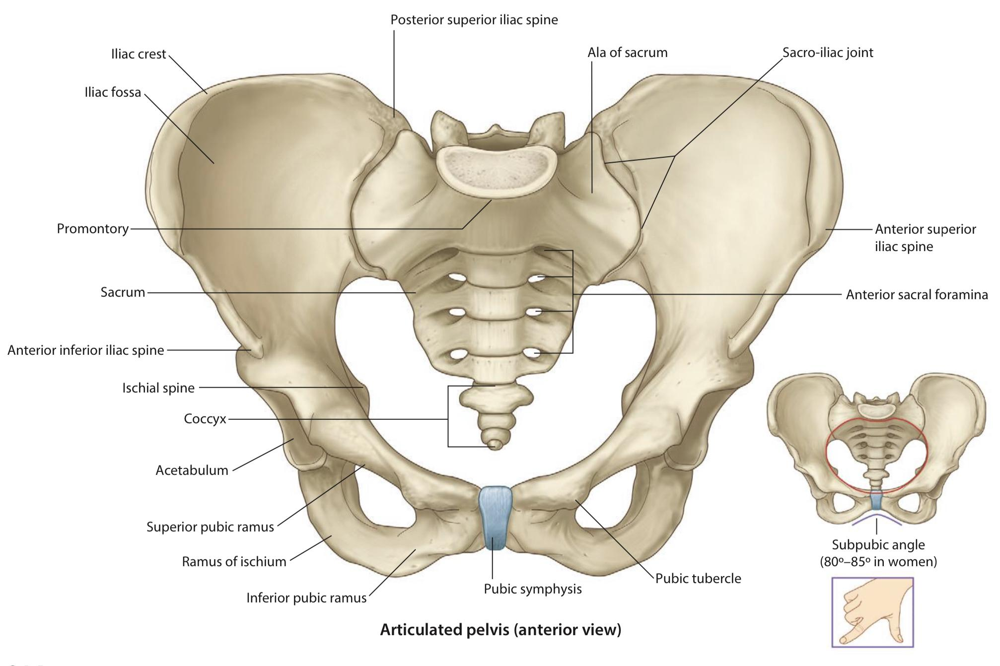 Posterior superior iliac spine
Iliac crest
Ala of sacrum
Sacro-iliac joint
Iliac fossa
Promontory
Anterior superior
iliac spine
Sacrum
Anterior sacral foramina
Anterior inferior iliac spine
Ischial spine
Coccyx
Acetabulum
Superior pubic ramus
Ramus of ischium
Inferior pubic ramus
Pubic symphysis
Pubic tubercle
Subpubic angle
(80º–85º in women)
Articulated pelvis (anterior view)